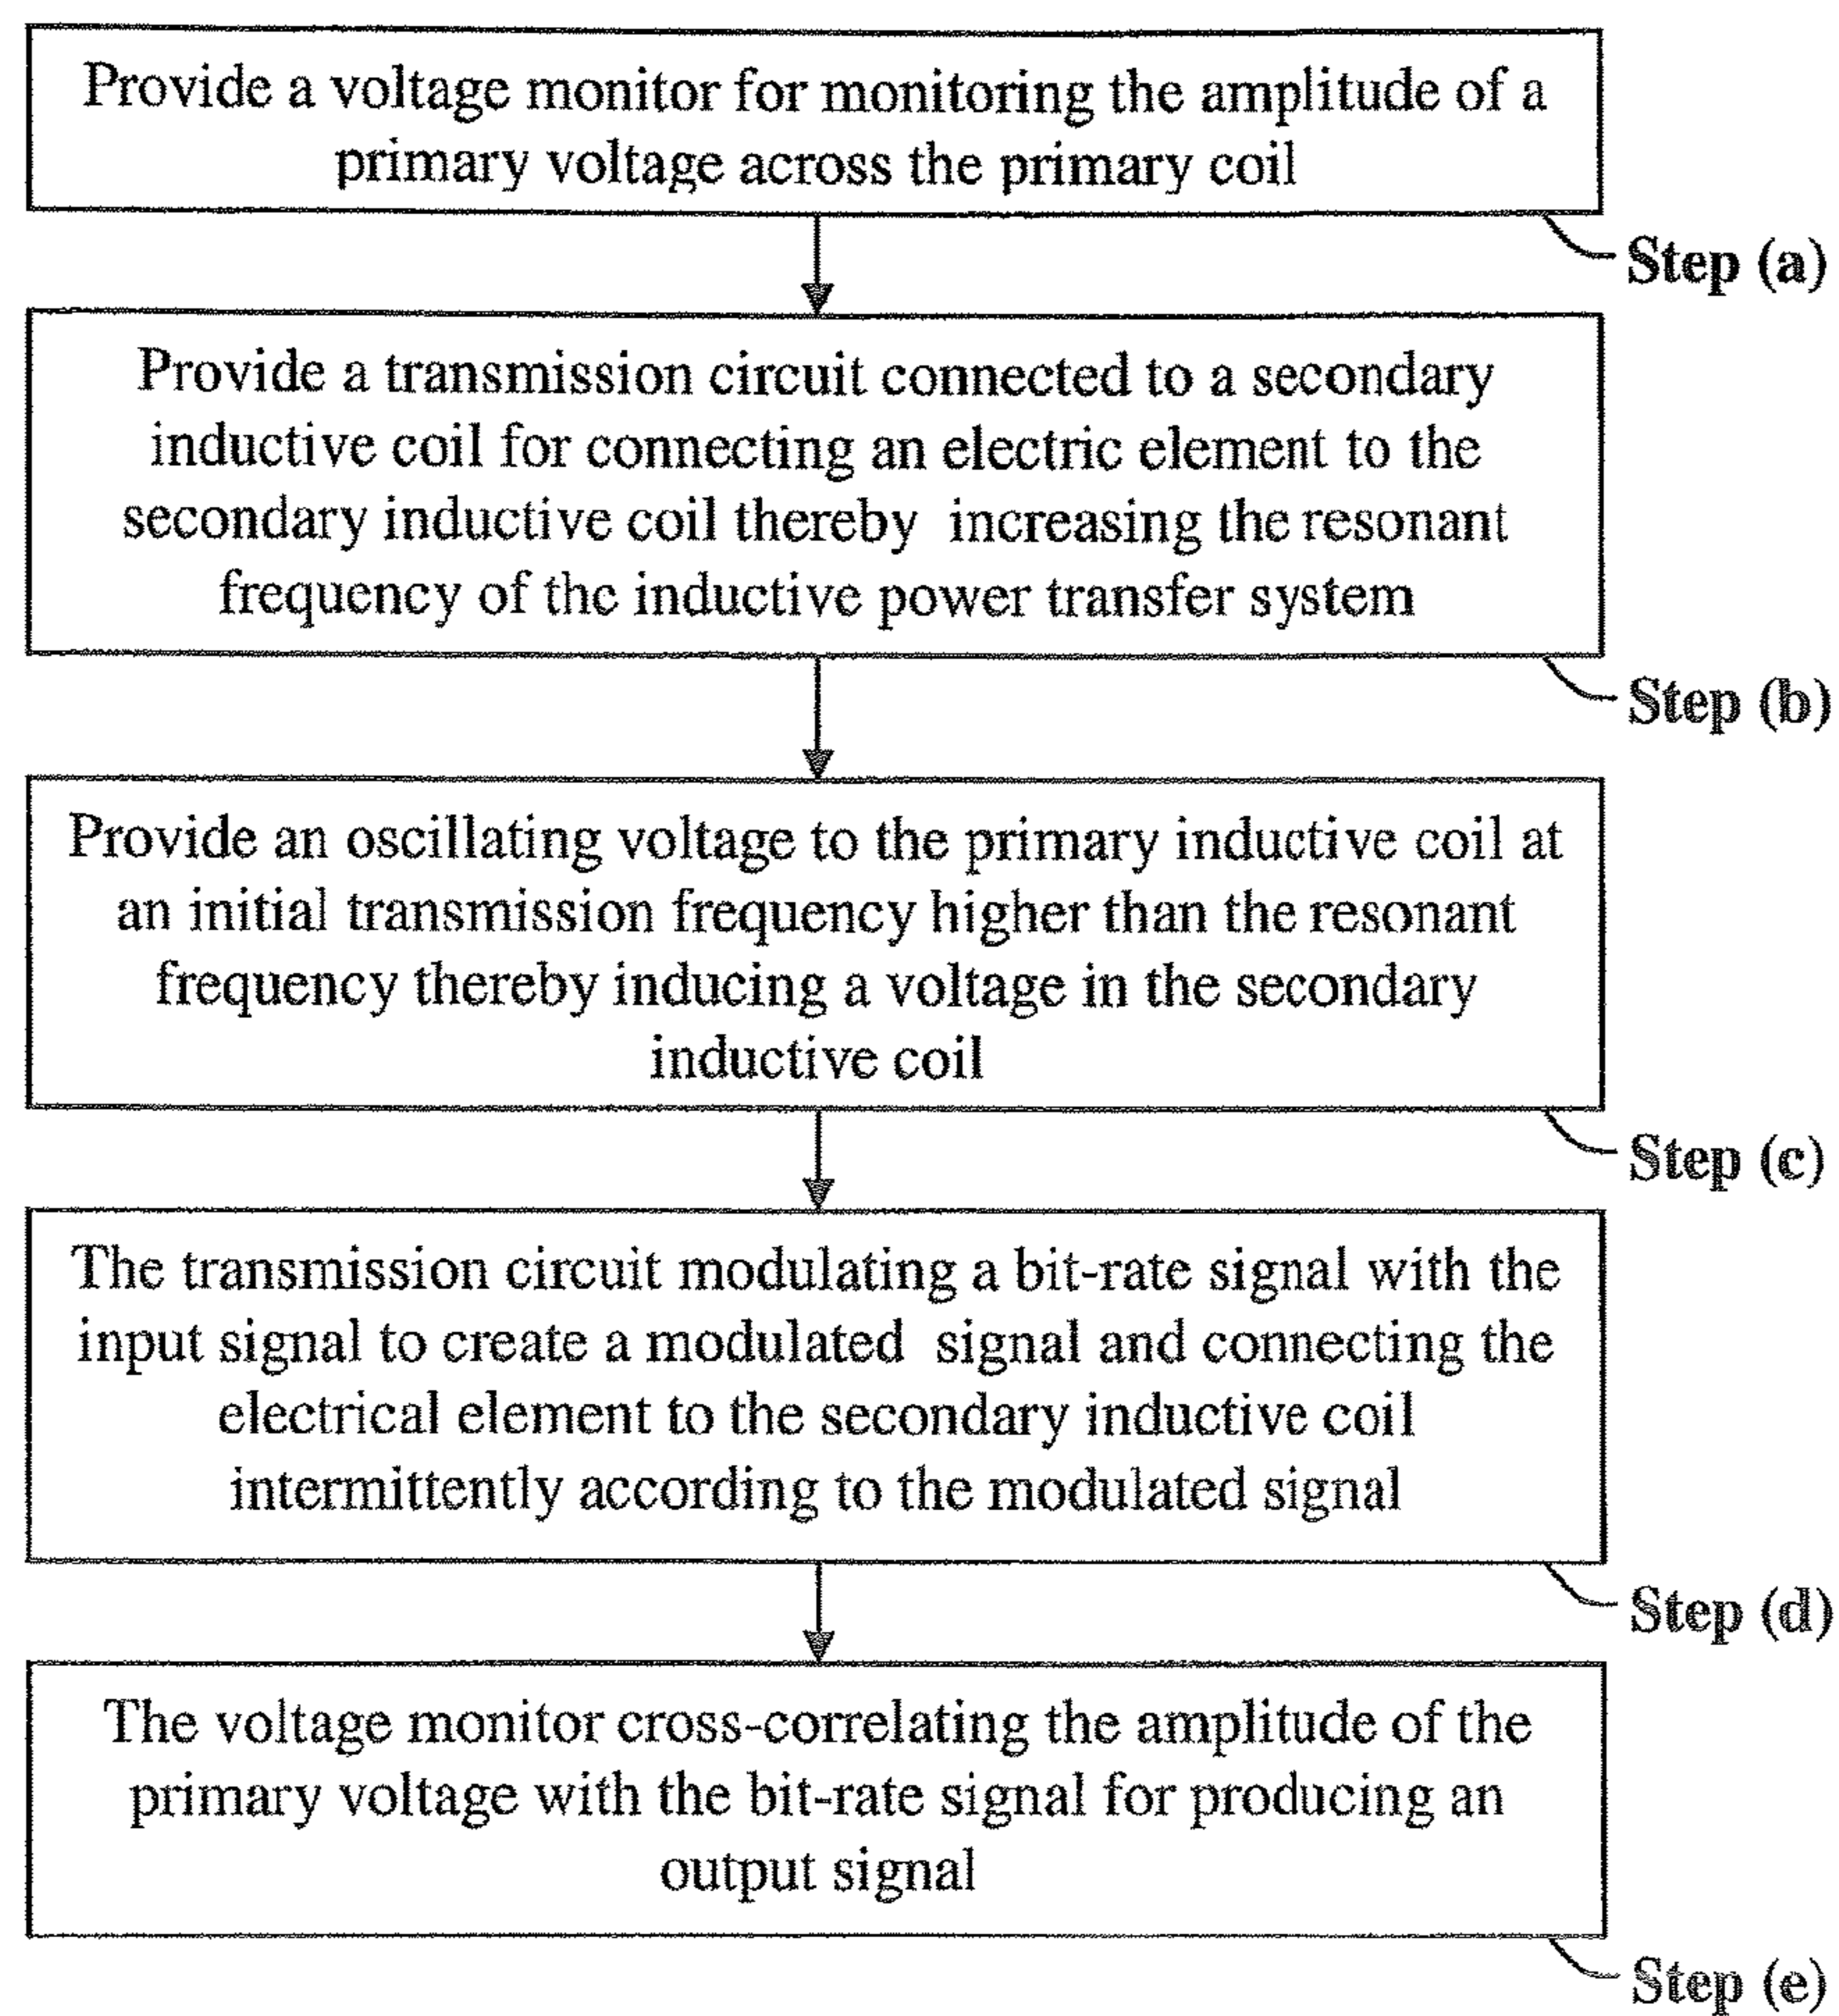 Provide a voltage monitor for monitoring the amplitude of a
primary voltage across the primary coil
Step (a)
Provide a transmission circuit connected to a secondary
inductive coil for connecting an electric element to the
secondary inductive coil thereby increasing the resonant
frequency of the inductive power transfer system
Step (b)
Provide an oscillating voltage to the primary inductive coil at
an initial transmission frequency higher than the resonant
frequency thereby inducing a voltage in the secondary
inductive coil
Step (c)
The transmission circuit modulating a bit-rate signal with the
input signal to create a modulated signal and connecting the
electrical element to the secondary inductive coil
intermittently according to the modulated signal
Step (d)
The voltage monitor cross-correlating the amplitude of the
primary voltage with the bit-rate signal for producing an
output signal
Step (e)